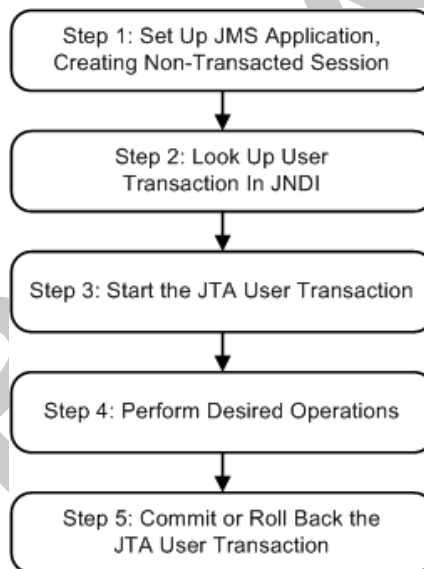 Step 1: Set Up JMS Application,
Creating Non-Transacted Session
Step 2: Look Up User
Transaction In JNDI
Step 3: Start the JTA User Transaction
Step 4: Perform Desired Operations
Step 5: Commit or Roll Back the
JTA User Transaction